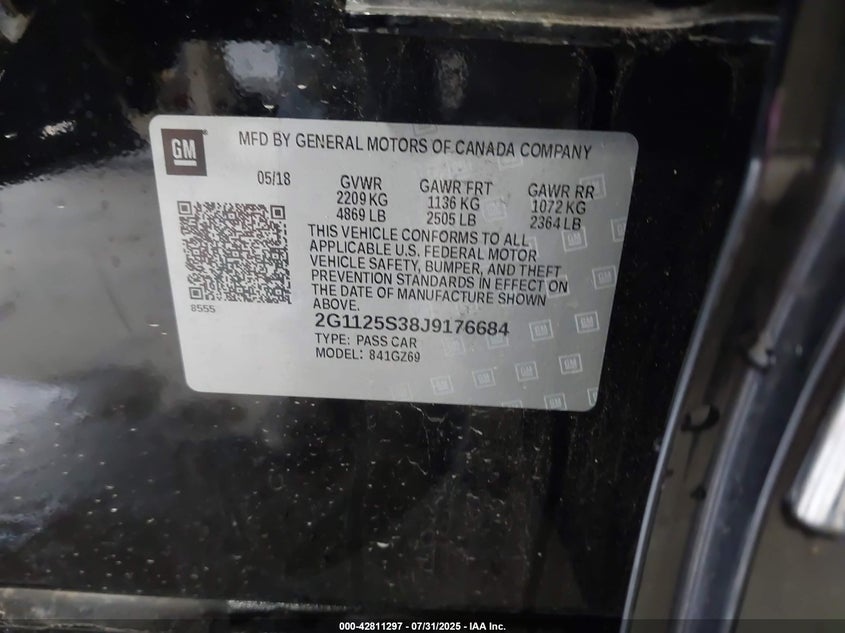 GM
MFD BY GENERAL MOTORS OF CANADA COMPANY
05/18
GVWR
2209 KG
4869 LB
GAWR FRT
1136 KG
2505 LB
GAWR RR
1072 KG
2364 LB
THIS VEHICLE CONFORMS TO ALL
APPLICABLE U.S. FEDERAL MOTOR
VEHICLE SAFETY, BUMPER, AND THEFT
PREVENTION STANDARDS IN EFFECT ON
THE DATE OF MANUFACTURE SHOWN
ABOVE.
8555
2G1125S38J9176684
TYPE: PASS CAR
MODEL: 841GZ69
000-42811297 - 07/31/2025 - IAA Inc.